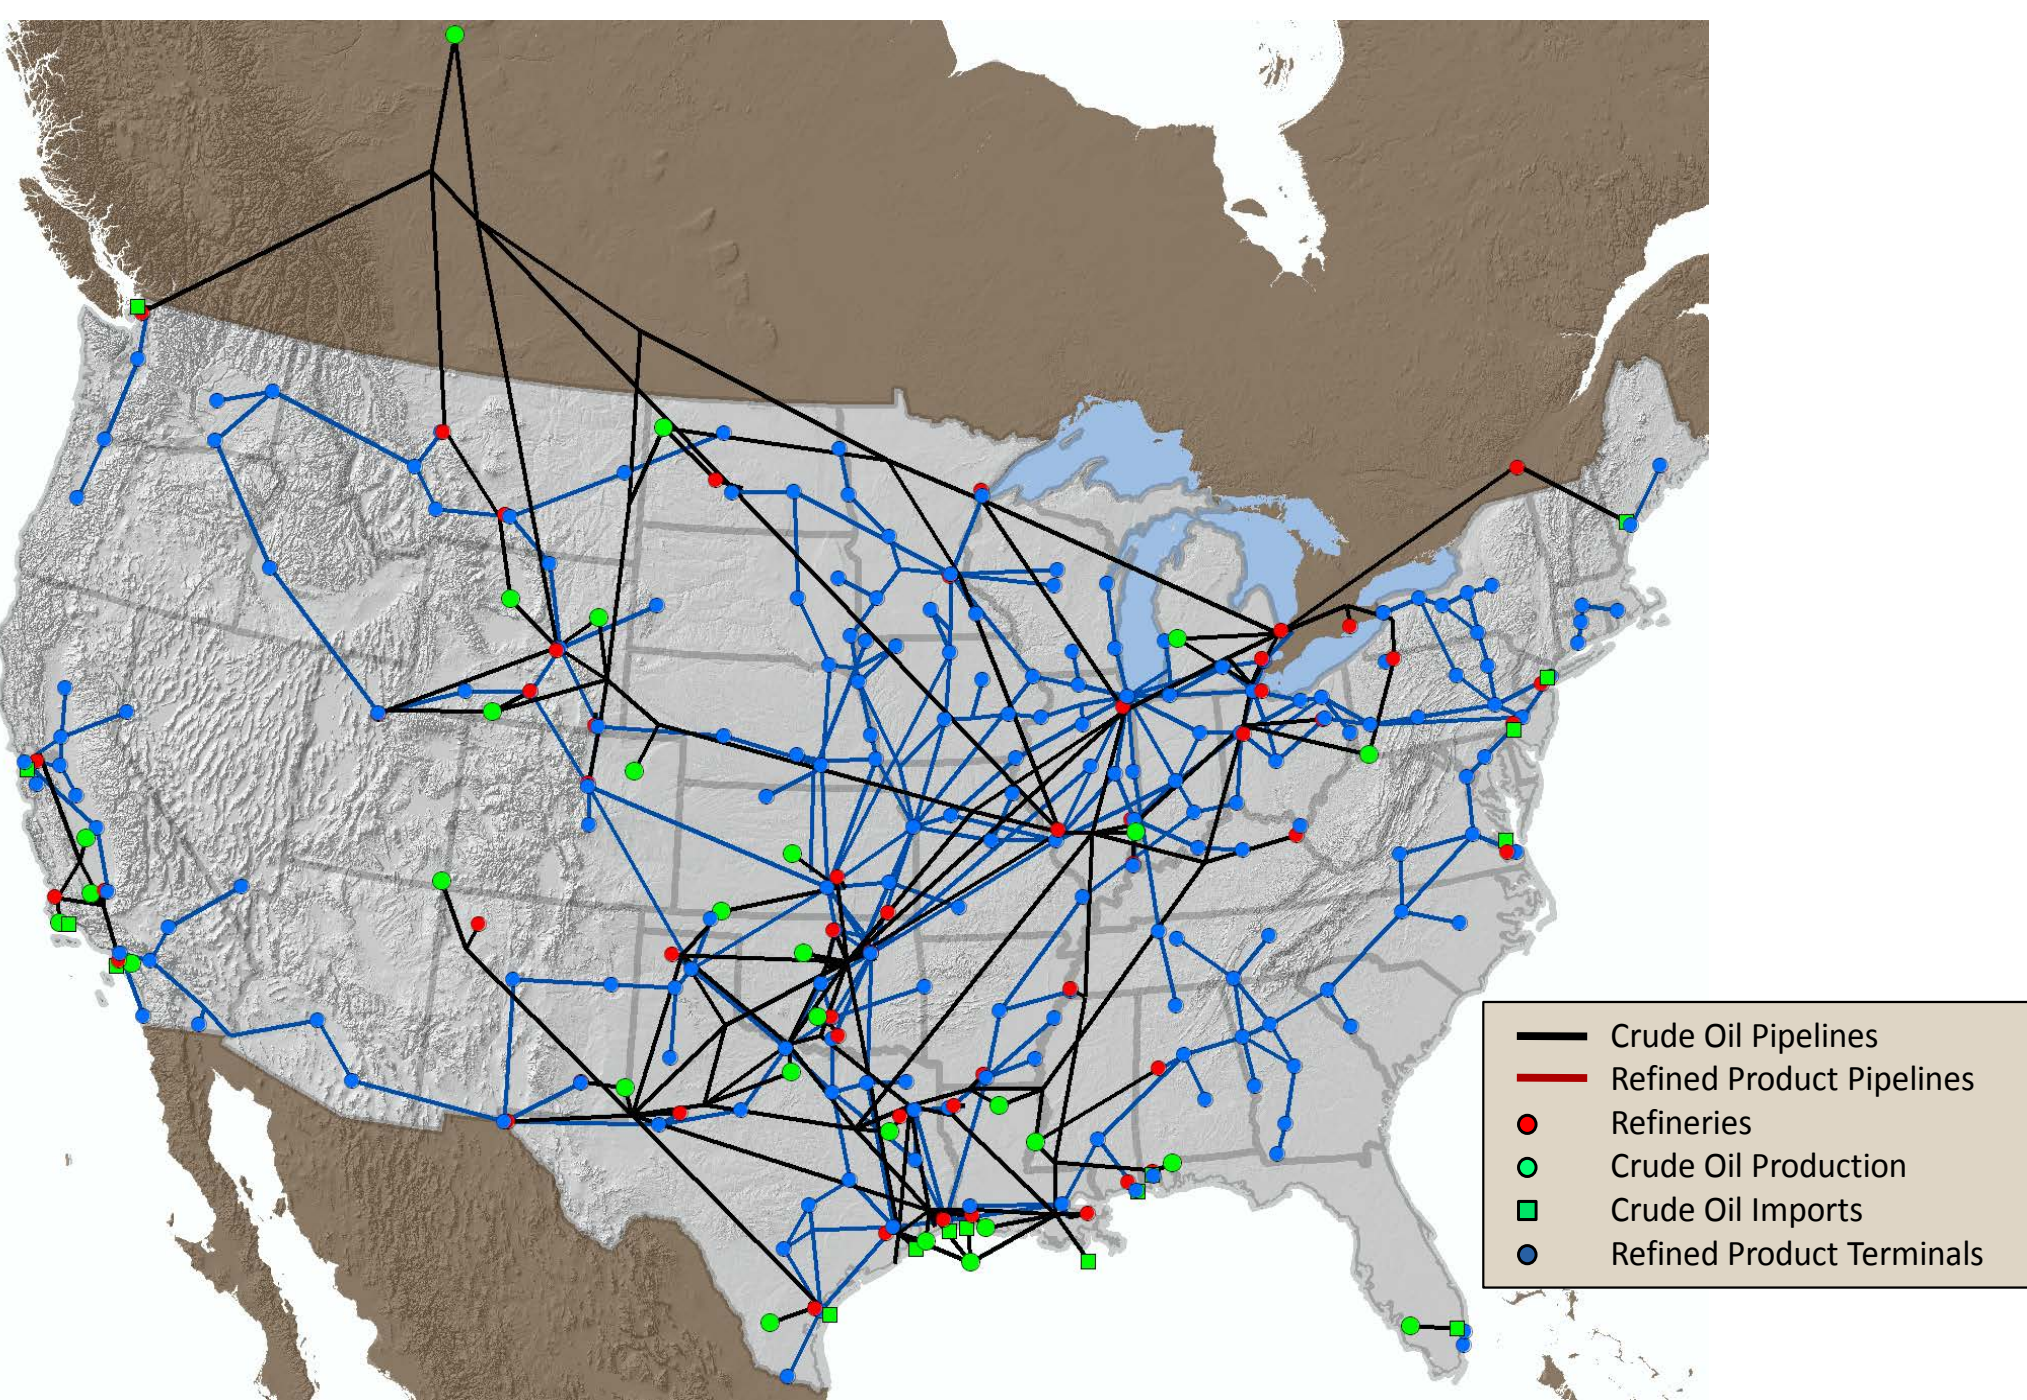 Crude Oil Pipelines
Refined Product Pipelines
Refineries
Crude Oil Production
Crude Oil Imports
Refined Product Terminals